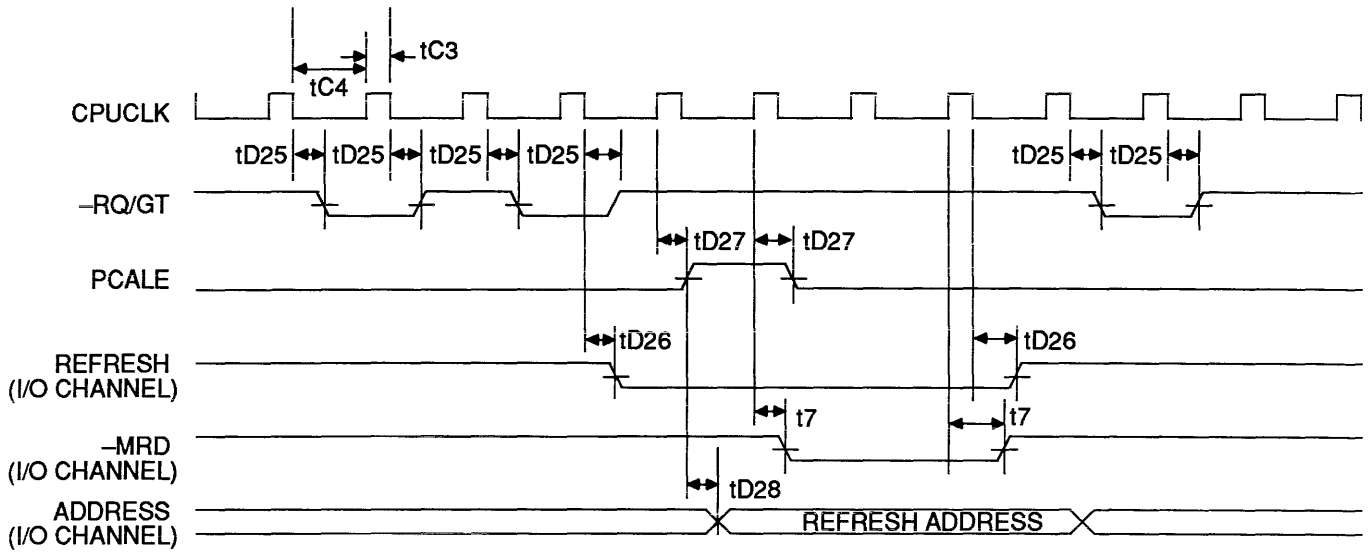 tC3
tC4
CPUCLK
tD25 tD25 tD25 tD25 tD25 tD25
–RQ/GT
tD27 tD27
PCALE
tD26 tD26
REFRESH
(I/O CHANNEL)
t7 t7
–MRD
(I/O CHANNEL)
tD28
ADDRESS
(I/O CHANNEL)
REFRESH ADDRESS